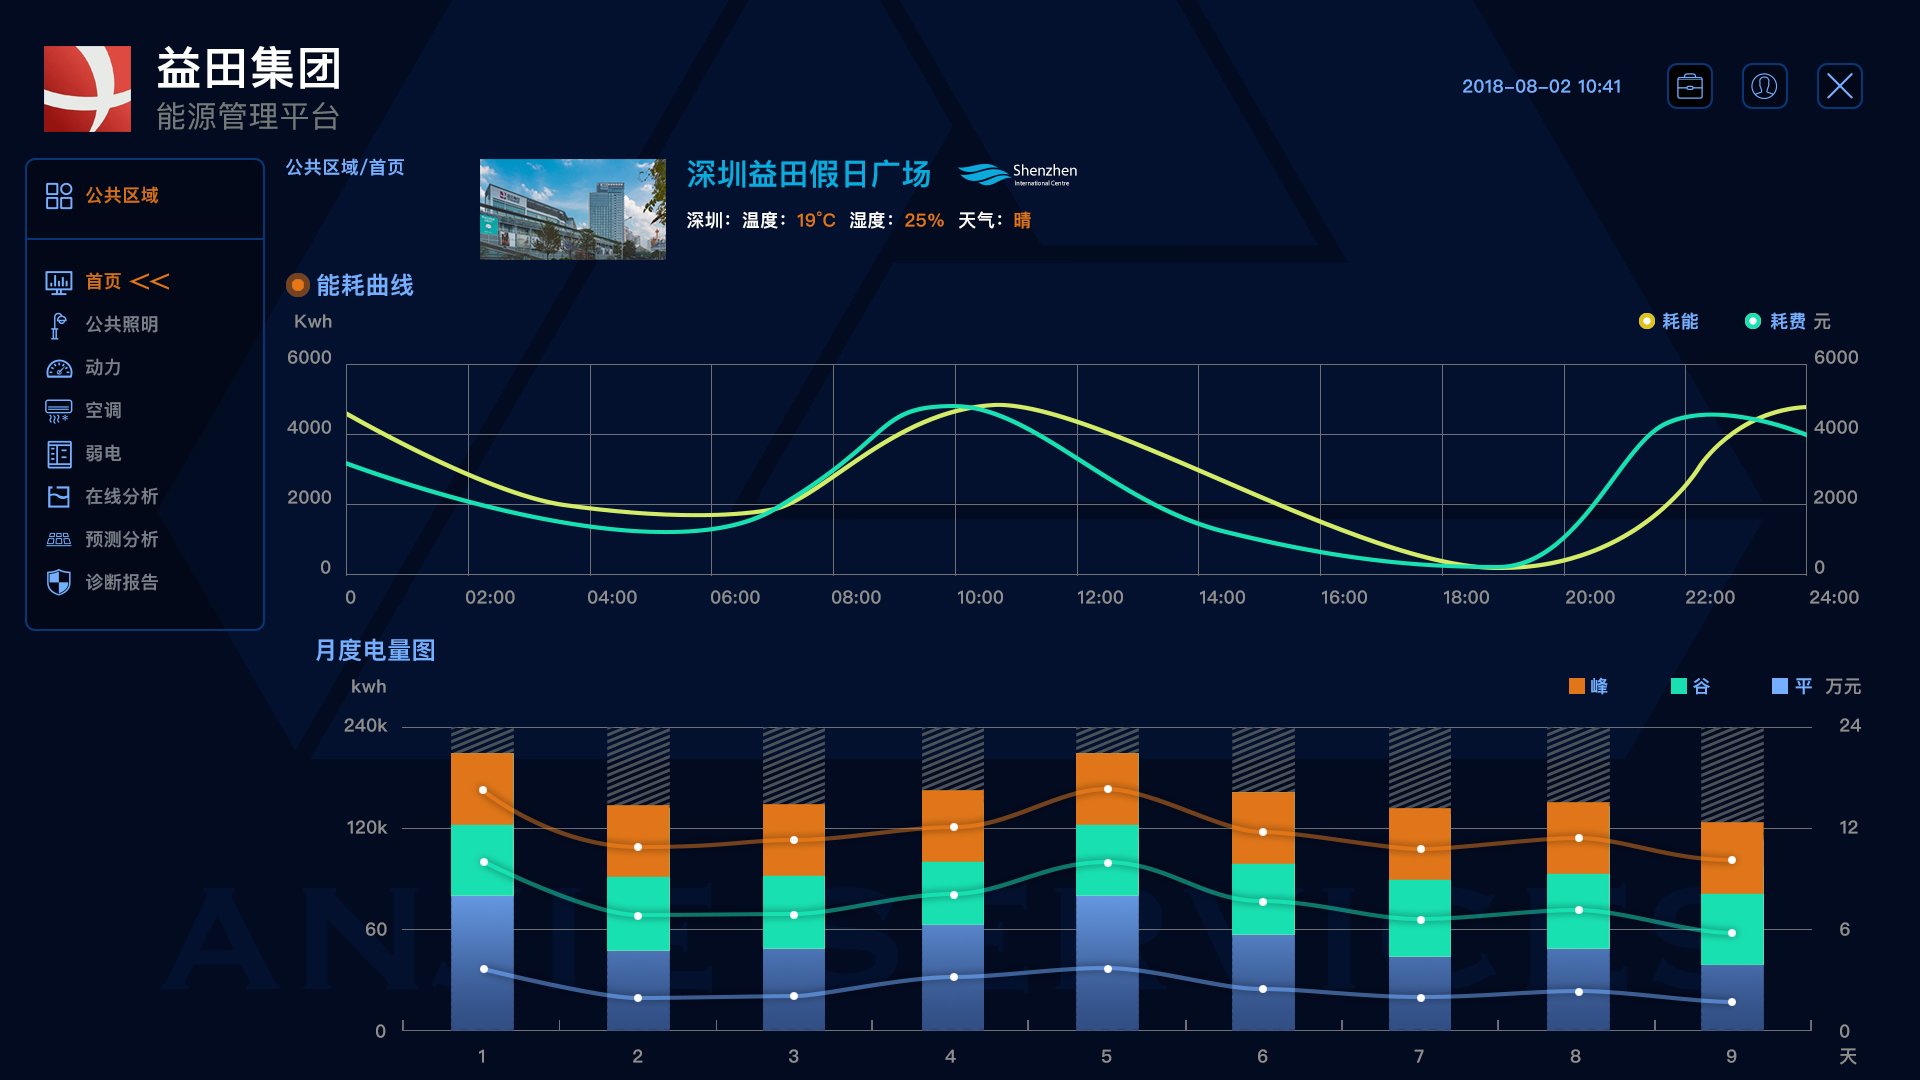 益田集团
能源管理平台
2018-08-02 10:41
公共区域
首页 <<
公共照明
动力
空调
弱电
在线分析
预测分析
诊断报告
公共区域/首页
深圳益田假日广场
Shenzhen
International Centre
深圳： 温度： 19°C 湿度： 25% 天气： 晴
能耗曲线
Kwh
耗能 耗费 元
6000 6000
4000 4000
2000 2000
0 0
0 02:00 04:00 06:00 08:00 10:00 12:00 14:00 16:00 18:00 20:00 22:00 24:00
月度电量图
kwh
峰 谷 平 万元
240k 24
120k 12
60 6
0 0
1 2 3 4 5 6 7 8 9 天
ANJIE SERVICES